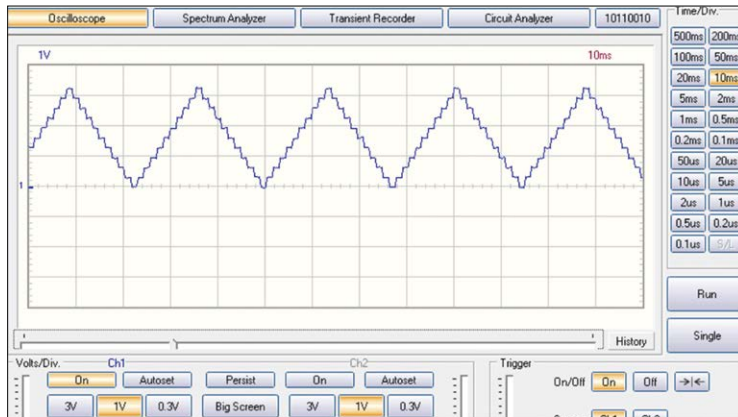 Oscilloscope Spectrum Analyzer Transient Recorder Circuit Analyzer 10110010
Time/Div.
1V 10ms
500ms 200ms
100ms 50ms
20ms 10ms
5ms 2ms
1ms 0.5ms
0.2ms 0.1ms
50us 20us
10us 5us
2us 1us
0.5us 0.2us
0.1us S/L
1
Run
Single
History
Volts/Div. Ch1 Ch2 Trigger
On Autoset Persist On Autoset On/Off On Off
3V 1V 0.3V Big Screen 3V 1V 0.3V